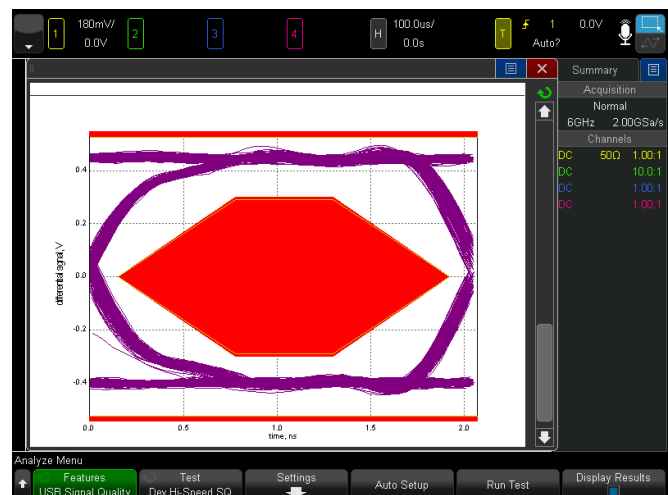 1 180mV/ 0.0V 2 3 4 H 100.0us/ 0.0s T 1 0.0V Auto?
Summary
Acquisition
Normal
6GHz 2.00GSa/s
Channels
DC 50Ω 1.00:1
DC 10.0:1
DC 1.00:1
DC 1.00:1
differential signal, V
0.4
0.2
0.0
-0.2
-0.4
0.0 0.5 1.0 1.5 2.0
time, ns
Analyze Menu
Features Test Settings Auto Setup Run Test Display Results
USB Signal Quality Dev Hi-Speed SQ